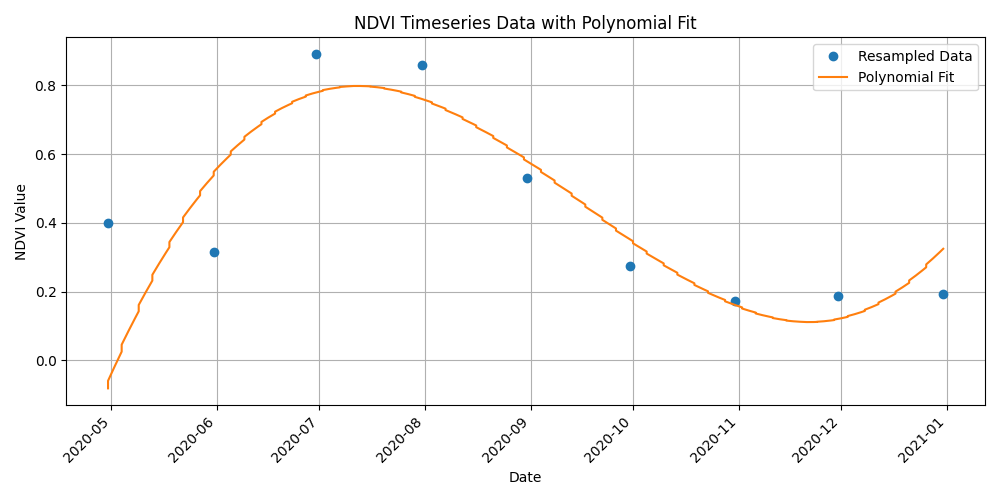 NDVI Timeseries Data with Polynomial Fit
Resampled Data
Polynomial Fit
NDVI Value
0.8
0.6
0.4
0.2
0.0
2020-05
2020-06
2020-07
2020-08
2020-09
2020-10
2020-11
2020-12
2021-01
Date